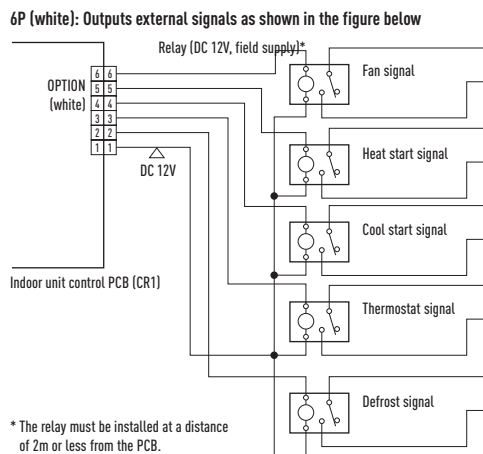 6P (white): Outputs external signals as shown in the figure below
Relay (DC 12V, field supply)*
Fan signal
OPTION
(white)
6 6
5 5
4 4
3 3
2 2
1 1
DC 12V
Heat start signal
Cool start signal
Indoor unit control PCB (CR1)
Thermostat signal
Defrost signal
* The relay must be installed at a distance
of 2m or less from the PCB.